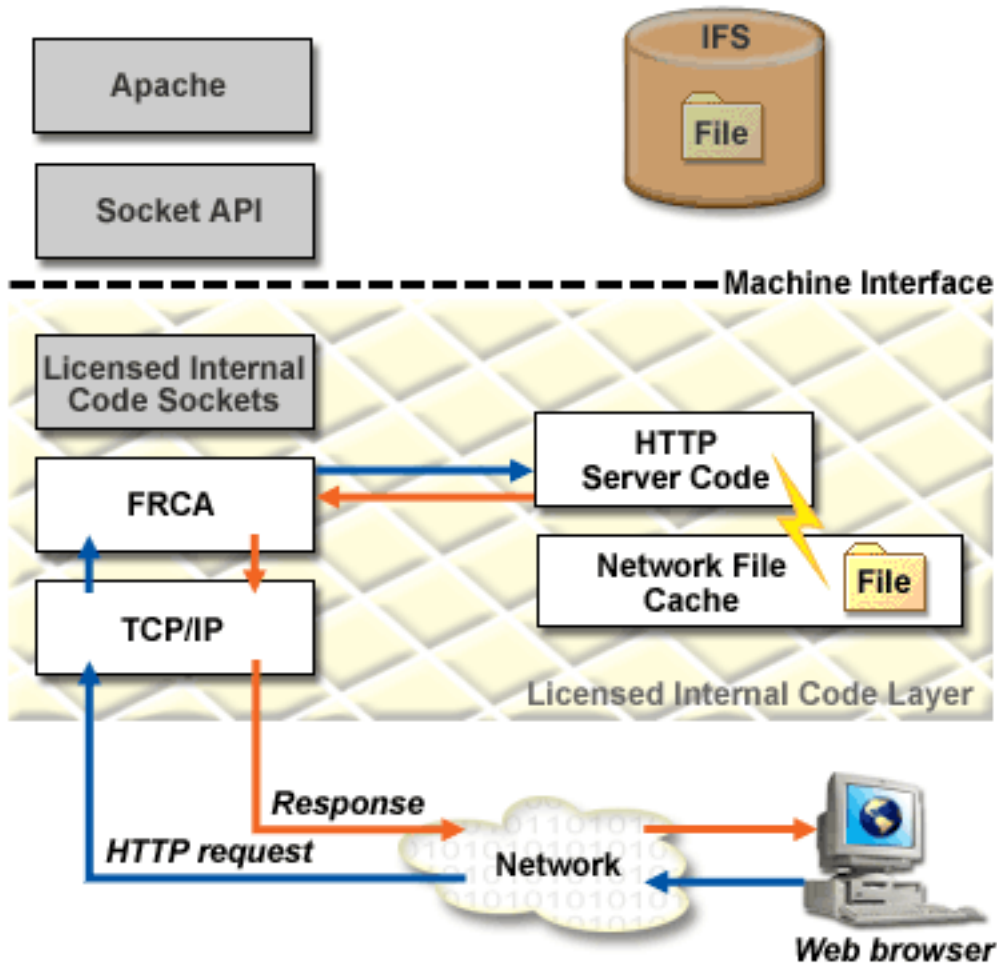 Apache
IFS
File
Socket API
Machine Interface
Licensed Internal
Code Sockets
HTTP
Server Code
FRCA
Network File
Cache
File
TCP/IP
Licensed Internal Code Layer
Response
HTTP request
Network
Web browser